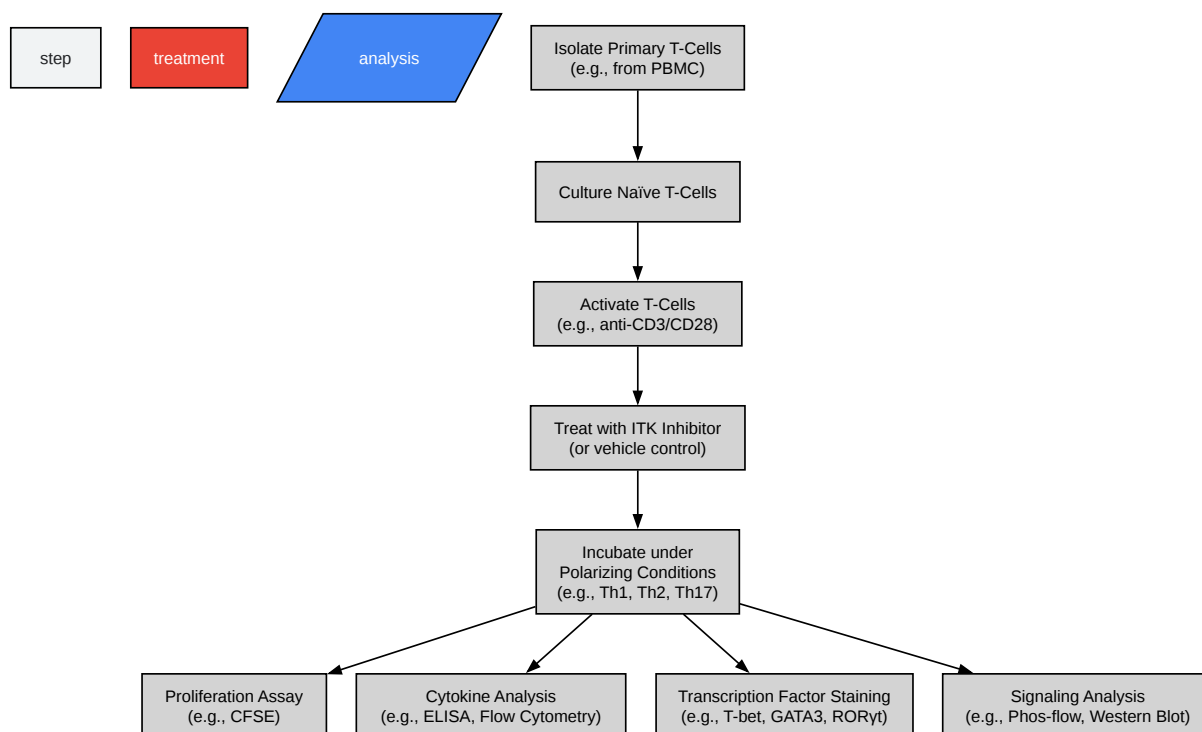 step
treatment
analysis
Isolate Primary T-Cells
(e.g., from PBMC)
Culture Naïve T-Cells
Activate T-Cells
(e.g., anti-CD3/CD28)
Treat with ITK Inhibitor
(or vehicle control)
Incubate under
Polarizing Conditions
(e.g., Th1, Th2, Th17)
Proliferation Assay
(e.g., CFSE)
Cytokine Analysis
(e.g., ELISA, Flow Cytometry)
Transcription Factor Staining
(e.g., T-bet, GATA3, RORγt)
Signaling Analysis
(e.g., Phos-flow, Western Blot)